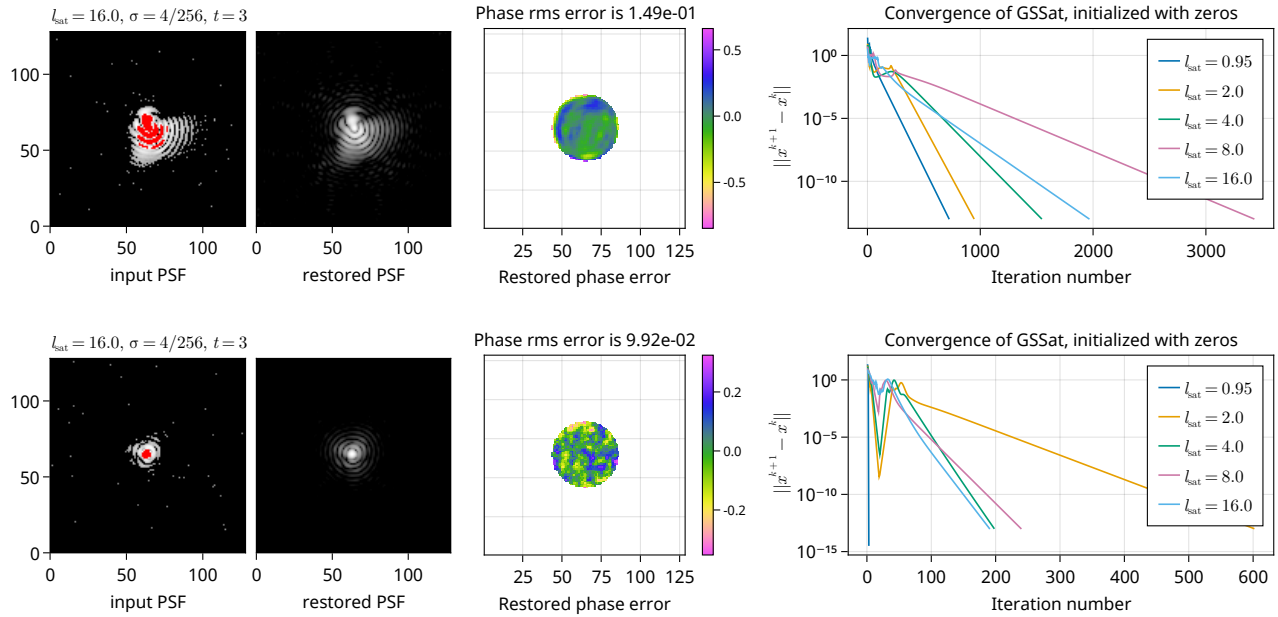 l_sat = 16.0, σ = 4/256, t = 3
100
50
0
50
100
input PSF
0
50
100
restored PSF
Phase rms error is 1.49e-01
0.5
0.0
-0.5
25
50
75
100
125
Restored phase error
Convergence of GSSat, initialized with zeros
||x^{k+1} − x^k||
10⁰
10⁻⁵
10⁻¹⁰
0
1000
2000
3000
Iteration number
l_sat = 0.95
l_sat = 2.0
l_sat = 4.0
l_sat = 8.0
l_sat = 16.0
l_sat = 16.0, σ = 4/256, t = 3
100
50
0
0
50
100
input PSF
0
50
100
restored PSF
Phase rms error is 9.92e-02
0.2
0.0
-0.2
25
50
75
100
125
Restored phase error
Convergence of GSSat, initialized with zeros
||x^{k+1} − x^k||
10⁰
10⁻⁵
10⁻¹⁰
10⁻¹⁵
0
100
200
300
400
500
600
Iteration number
l_sat = 0.95
l_sat = 2.0
l_sat = 4.0
l_sat = 8.0
l_sat = 16.0